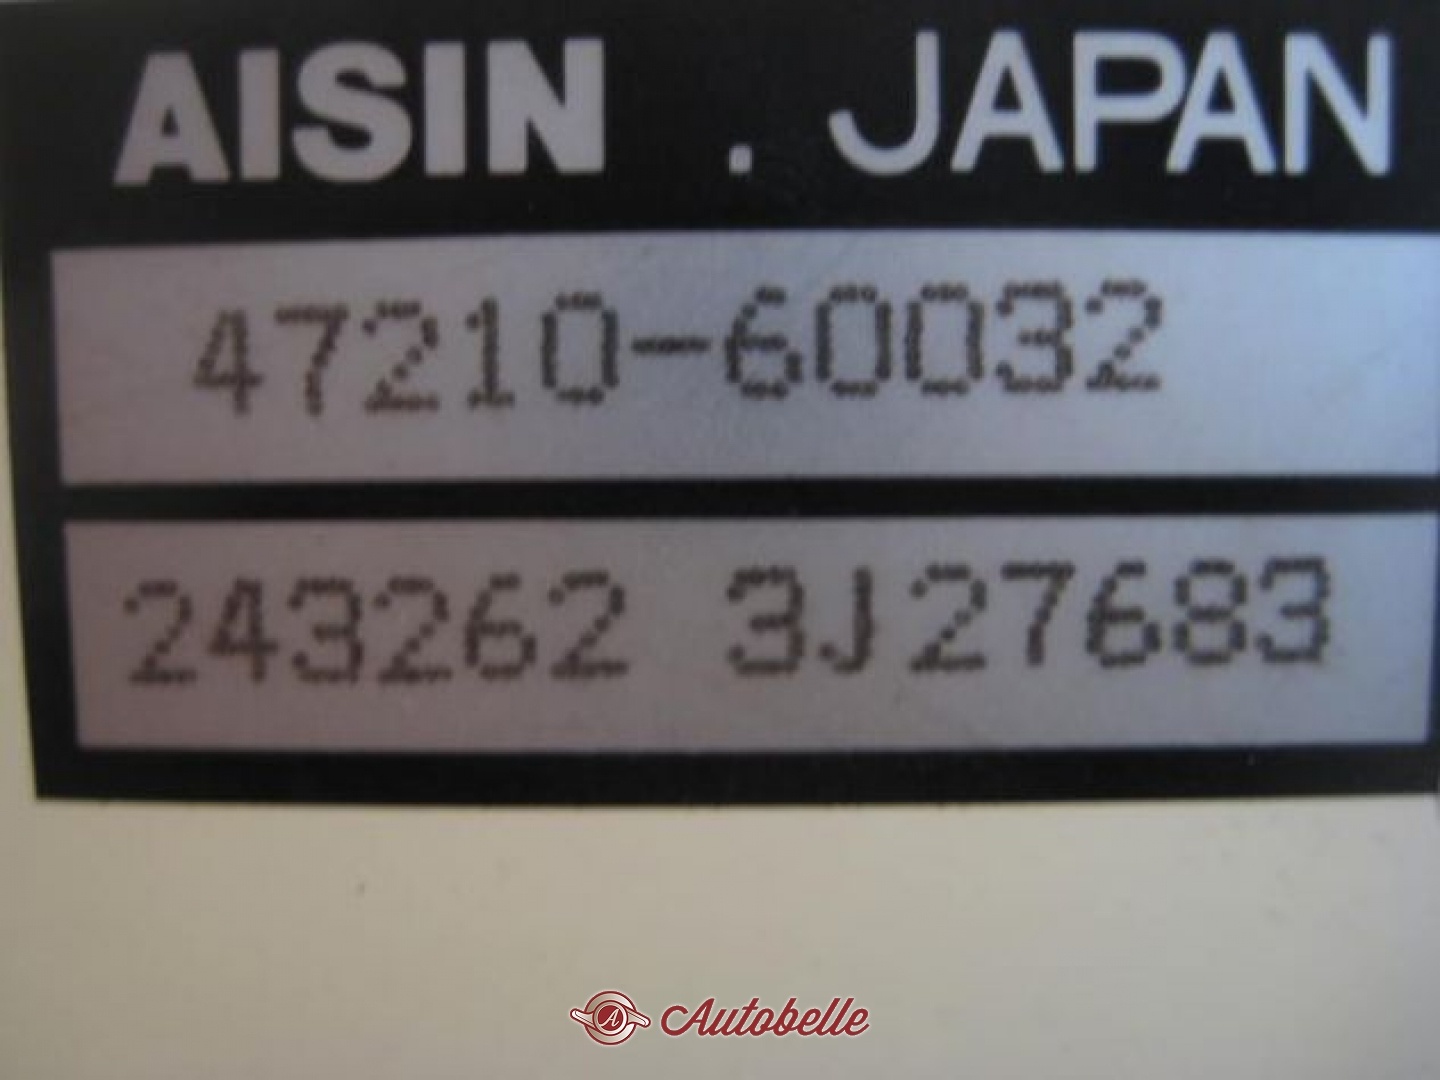 AISIN . JAPAN
47210-60032
243262 3J27683
A Autobelle